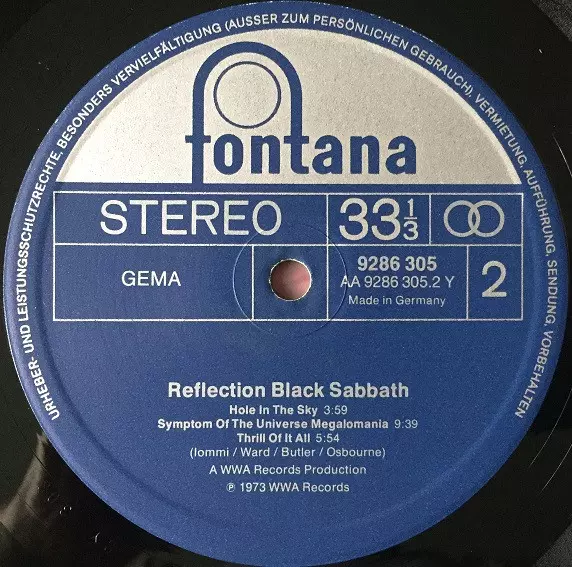 URHEBER- UND LEISTUNGSSCHUTZRECHTE, BESONDERS VERVIELFÄLTIGUNG (AUSSER ZUM PERSÖNLICHEN GEBRAUCH), VERMIETUNG, AUFFÜHRUNG, SENDUNG, VORBEHALTEN
fontana
STEREO 33 1/3
GEMA
9286 305
AA 9286 305.2 Y
Made in Germany
2
Reflection Black Sabbath
Hole In The Sky 3:59
Symptom Of The Universe Megalomania 9:39
Thrill Of It All 5:54
(Iommi / Ward / Butler / Osbourne)
A WWA Records Production
℗ 1973 WWA Records